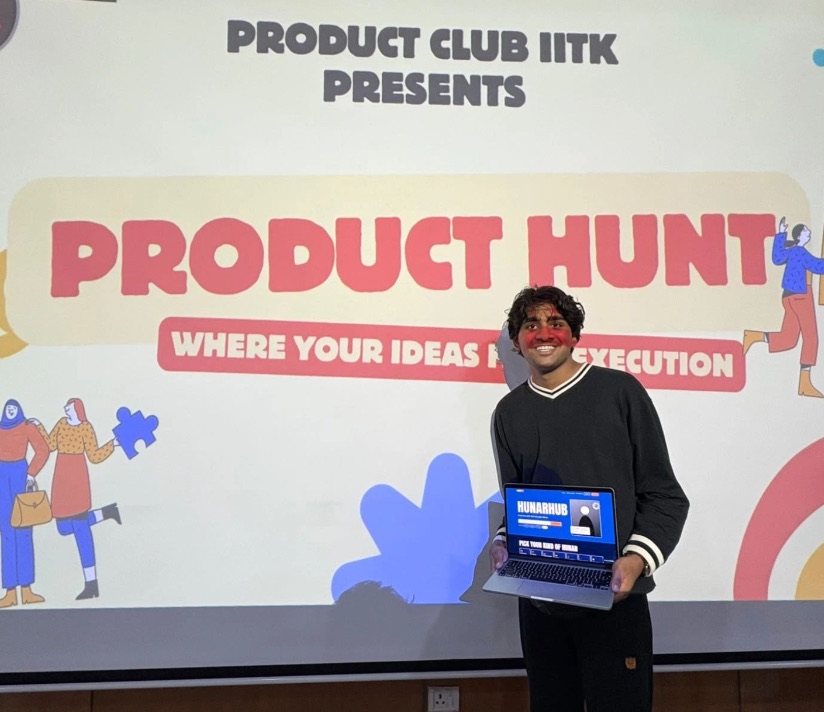 PRODUCT CLUB IITK
PRESENTS
PRODUCT HUNT
WHERE YOUR IDEAS EXECUTION
HUNARHUB
PICK YOUR KIND OF HUNAR